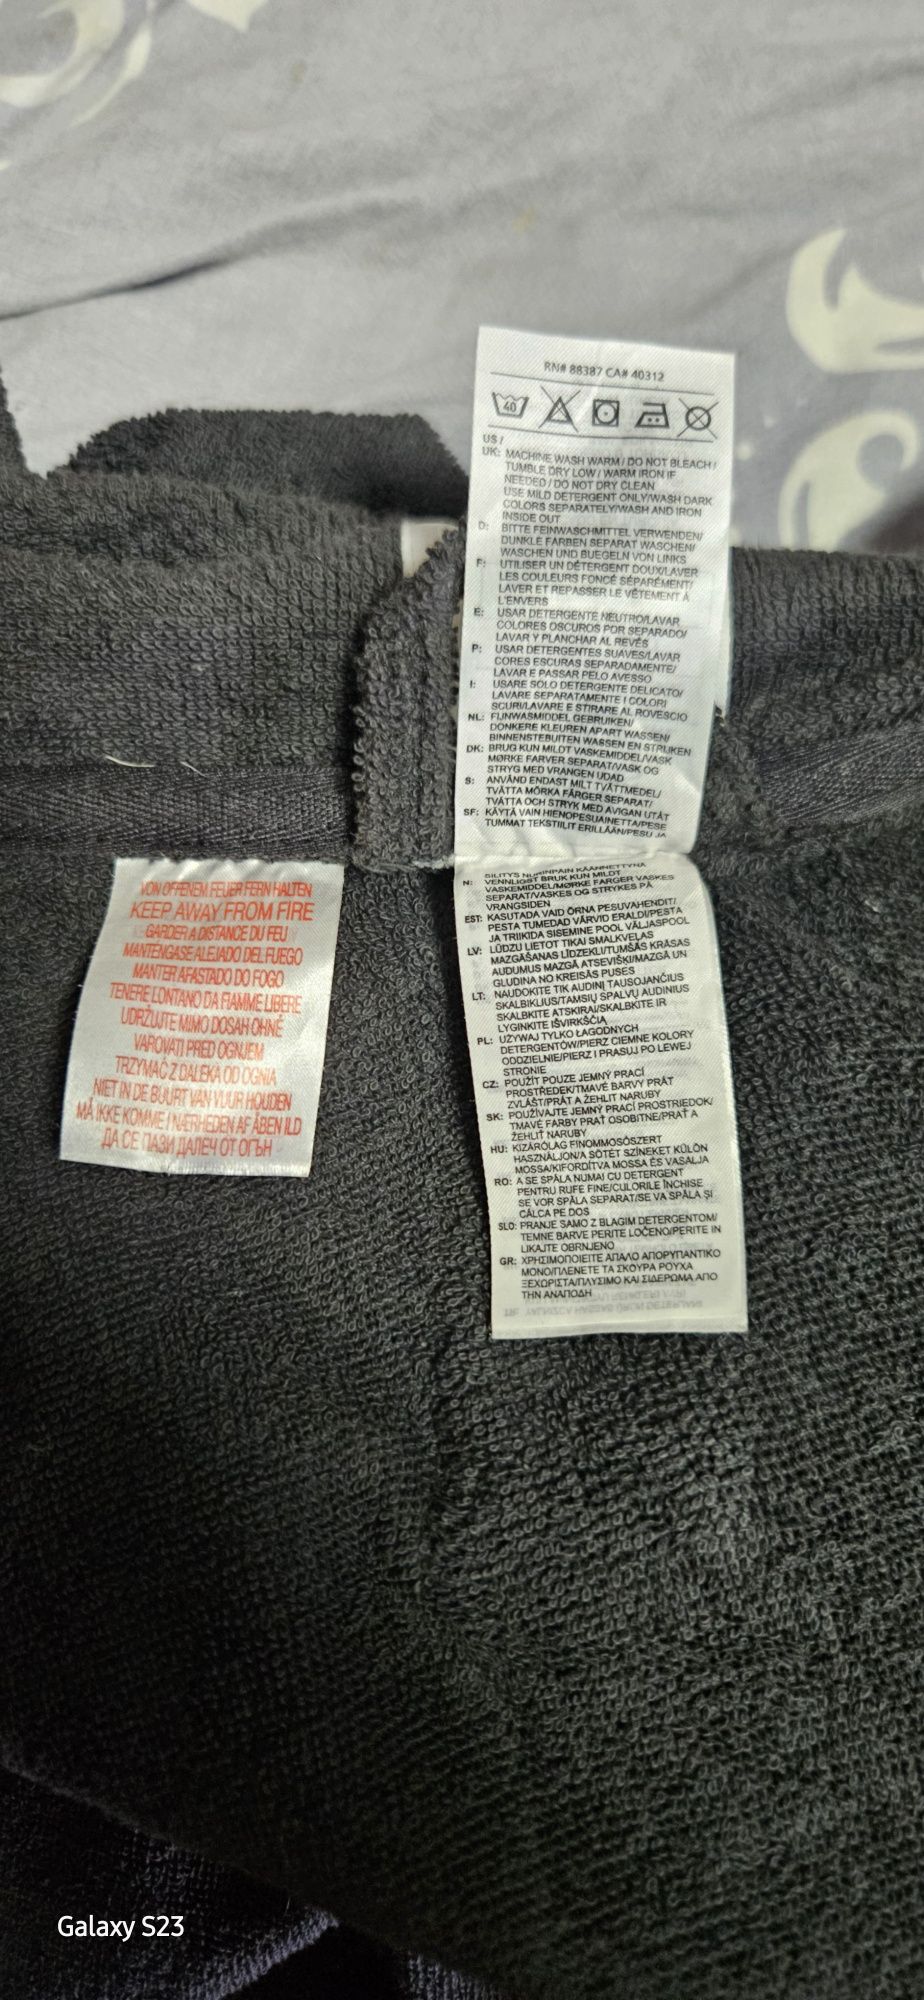 RN# 88387 CA# 40312
40
US /
UK: MACHINE WASH WARM / DO NOT BLEACH /
TUMBLE DRY LOW / WARM IRON IF
NEEDED / DO NOT DRY CLEAN
USE MILD DETERGENT ONLY/WASH DARK
COLORS SEPARATELY/WASH AND IRON
INSIDE OUT
D: BITTE FEINWASCHMITTEL VERWENDEN/
DUNKLE FARBEN SEPARAT WASCHEN/
WASCHEN UND BUEGELN VON LINKS
F: UTILISER UN DÉTERGENT DOUX/LAVER
LES COULEURS FONCÉ SÉPARÉMENT/
LAVER ET REPASSER LE VÊTEMENT À
L'ENVERS
E: USAR DETERGENTE NEUTRO/LAVAR
COLORES OSCUROS POR SEPARADO/
LAVAR Y PLANCHAR AL REVÉS
P: USAR DETERGENTES SUAVES/LAVAR
CORES ESCURAS SEPARADAMENTE/
LAVAR E PASSAR PELO AVESSO
I: USARE SOLO DETERGENTE DELICATO/
LAVARE SEPARATAMENTE I COLORI
SCURI/LAVARE E STIRARE AL ROVESCIO
NL: FIJNWASMIDDEL GEBRUIKEN/
DONKERE KLEUREN APART WASSEN/
BINNENSTEBUITEN WASSEN EN STRIJKEN
DK: BRUG KUN MILDT VASKEMIDDEL/VASK
MØRKE FARVER SEPARAT/VASK OG
STRYG MED VRANGEN UDAD
S: ANVÄND ENDAST MILT TVÄTTMEDEL/
TVÄTTA MÖRKA FÄRGER SEPARAT/
TVÄTTA OCH STRYK MED AVIGAN UTÅT
SF: KÄYTÄ VAIN HIENOPESUAINETTA/PESE
TUMMAT TEKSTIILIT ERILLÄÄN/PESU JA
SILITYS NURINPAIN KÄÄNNETTYNÄ
N: VENNLIGST BRUK KUN MILDT
VASKEMIDDEL/MØRKE FARGER VASKES
SEPARAT/VASKES OG STRYKES PÅ
VRANGSIDEN
EST: KASUTADA VAID ÕRNA PESUVAHENDIT/
PESTA TUMEDAD VÄRVID ERALDI/PESTA
JA TRIIKIDA SISEMINE POOL VÄLJASPOOL
LV: LŪDZU LIETOT TIKAI SMALKVEĻAS
MAZGĀŠANAS LĪDZEKLI/TUMŠĀS KRĀSAS
AUDUMUS MAZGĀ ATSEVIŠĶI/MAZGĀ UN
GLUDINA NO KREISĀS PUSES
LT: NAUDOKITE TIK AUDINĮ TAUSOJANČIUS
SKALBIKLIUS/TAMSIŲ SPALVŲ AUDINIUS
SKALBKITE ATSKIRAI/SKALBKITE IR
LYGINKITE IŠVIRKŠČIĄ
PL: UŻYWAJ TYLKO ŁAGODNYCH
DETERGENTÓW/PIERZ CIEMNE KOLORY
ODDZIELNIE/PIERZ I PRASUJ PO LEWEJ
STRONIE
CZ: POUŽÍT POUZE JEMNÝ PRACÍ
PROSTŘEDEK/TMAVÉ BARVY PRÁT
ZVLÁŠŤ/PRÁT A ŽEHLIT NARUBY
SK: POUŽÍVAJTE JEMNÝ PRACÍ PROSTRIEDOK/
TMAVÉ FARBY PRAŤ OSOBITNE/PRAŤ A
ŽEHLIŤ NARUBY
HU: KIZÁRÓLAG FINOMMOSÓSZERT
HASZNÁLJON/A SÖTÉT SZÍNEKET KÜLÖN
MOSSA/KIFORDÍTVA MOSSA ÉS VASALJA
RO: A SE SPĂLA NUMAI CU DETERGENT
PENTRU RUFE FINE/CULORILE ÎNCHISE
SE VOR SPĂLA SEPARAT/SE VA SPĂLA ȘI
CĂLCA PE DOS
SLO: PRANJE SAMO Z BLAGIM DETERGENTOM/
TEMNE BARVE PERITE LOČENO/PERITE IN
LIKAJTE OBRNJENO
GR: ΧΡΗΣΙΜΟΠΟΙΕΙΤΕ ΑΠΑΛΟ ΑΠΟΡΥΠΑΝΤΙΚΟ
ΜΟΝΟ/ΠΛΕΝΕΤΕ ΤΑ ΣΚΟΥΡΑ ΡΟΥΧΑ
ΞΕΧΩΡΙΣΤΑ/ΠΛΥΣΙΜΟ ΚΑΙ ΣΙΔΕΡΩΜΑ ΑΠΟ
ΤΗΝ ΑΝΑΠΟΔΗ
VON OFFENEM FEUER FERN HALTEN
KEEP AWAY FROM FIRE
GARDER A DISTANCE DU FEU
MANTENGASE ALEJADO DEL FUEGO
MANTER AFASTADO DO FOGO
TENERE LONTANO DA FIAMME LIBERE
UDRŽUJTE MIMO DOSAH OHNĚ
VAROVATI PRED OGNJEM
TRZYMAĆ Z DALEKA OD OGNIA
NIET IN DE BUURT VAN VUUR HOUDEN
MÅ IKKE KOMME I NÆRHEDEN AF ÅBEN ILD
ДА СЕ ПАЗИ ДАЛЕЧ ОТ ОГЪН
Galaxy S23